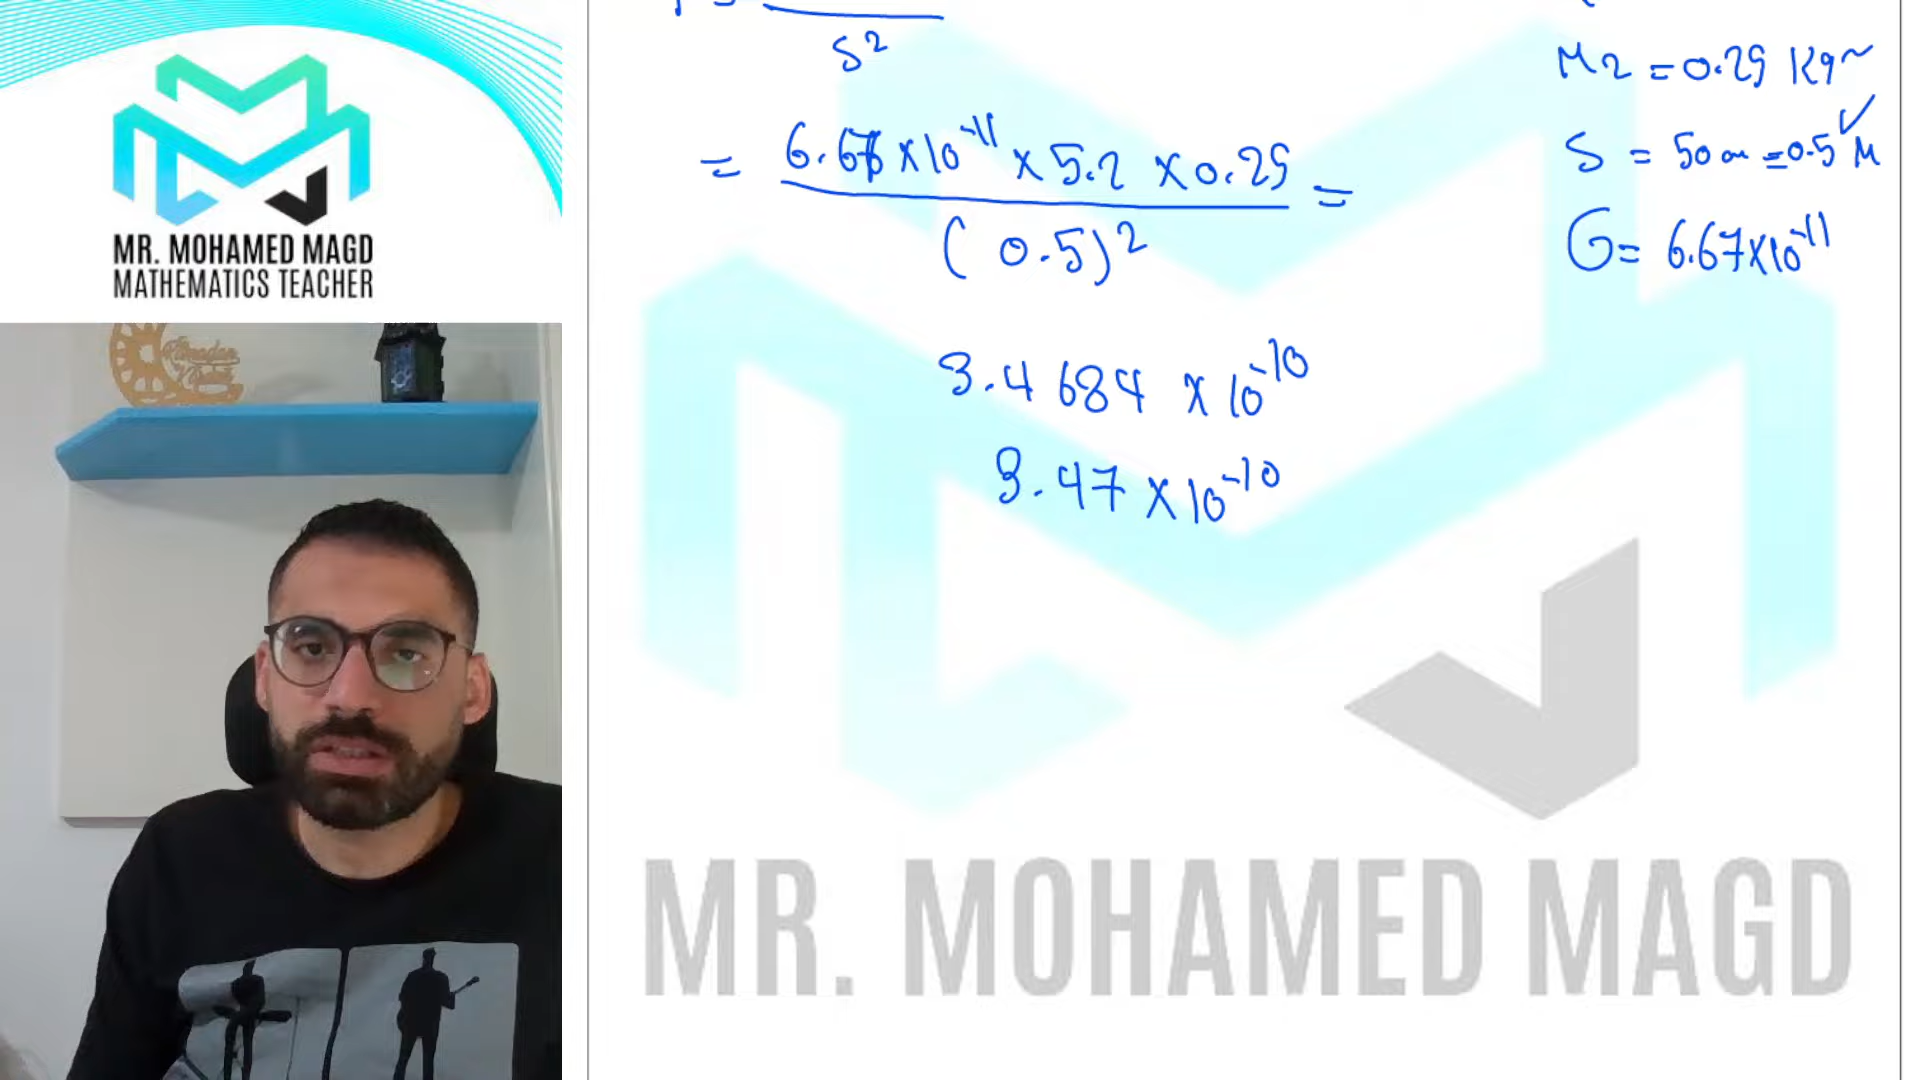 MR. MOHAMED MAGD
MATHEMATICS TEACHER
S²
= 6.67 × 10⁻¹¹ × 5.2 × 0.25 =
(0.5)²
3.4684 × 10⁻¹⁰
3.47 × 10⁻¹⁰
M2 = 0.25 Kg
S = 50 cm = 0.5 M
G = 6.67 × 10⁻¹¹
MR. MOHAMED MAGD